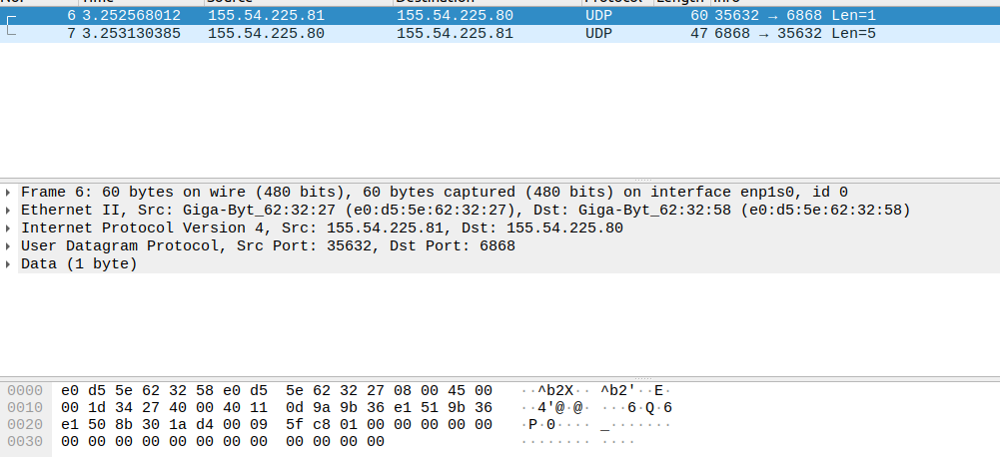 6 3.252568012 155.54.225.81 155.54.225.80 UDP 60 35632 → 6868 Len=1
7 3.253130385 155.54.225.80 155.54.225.81 UDP 47 6868 → 35632 Len=5
Frame 6: 60 bytes on wire (480 bits), 60 bytes captured (480 bits) on interface enp1s0, id 0
Ethernet II, Src: Giga-Byt_62:32:27 (e0:d5:5e:62:32:27), Dst: Giga-Byt_62:32:58 (e0:d5:5e:62:32:58)
Internet Protocol Version 4, Src: 155.54.225.81, Dst: 155.54.225.80
User Datagram Protocol, Src Port: 35632, Dst Port: 6868
Data (1 byte)
0000 e0 d5 5e 62 32 58 e0 d5 5e 62 32 27 08 00 45 00 ··^b2X·· ^b2'··E·
0010 00 1d 34 27 40 00 40 11 0d 9a 9b 36 e1 51 9b 36 ··4'@·@· ···6·Q·6
0020 e1 50 8b 30 1a d4 00 09 5f c8 01 00 00 00 00 00 ·P·0···· _·······
0030 00 00 00 00 00 00 00 00 00 00 00 00 ········ ····